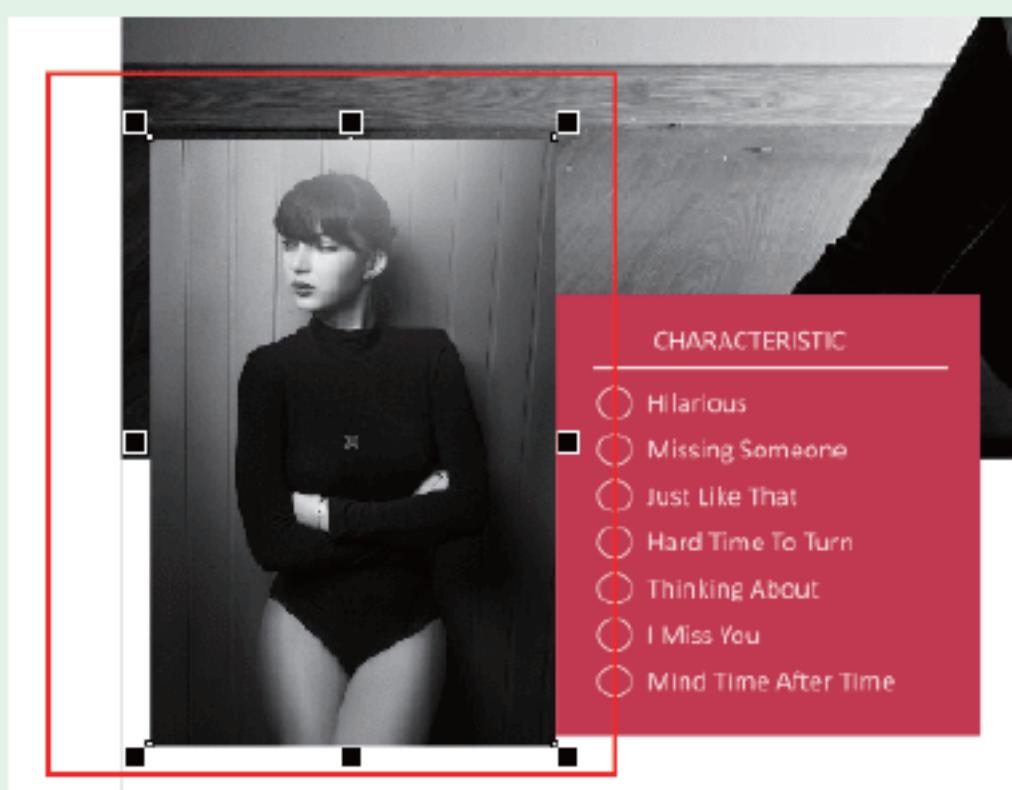 CHARACTERISTIC
Hilarious
Missing Someone
Just Like That
Hard Time To Turn
Thinking About
I Miss You
Mind Time After Time